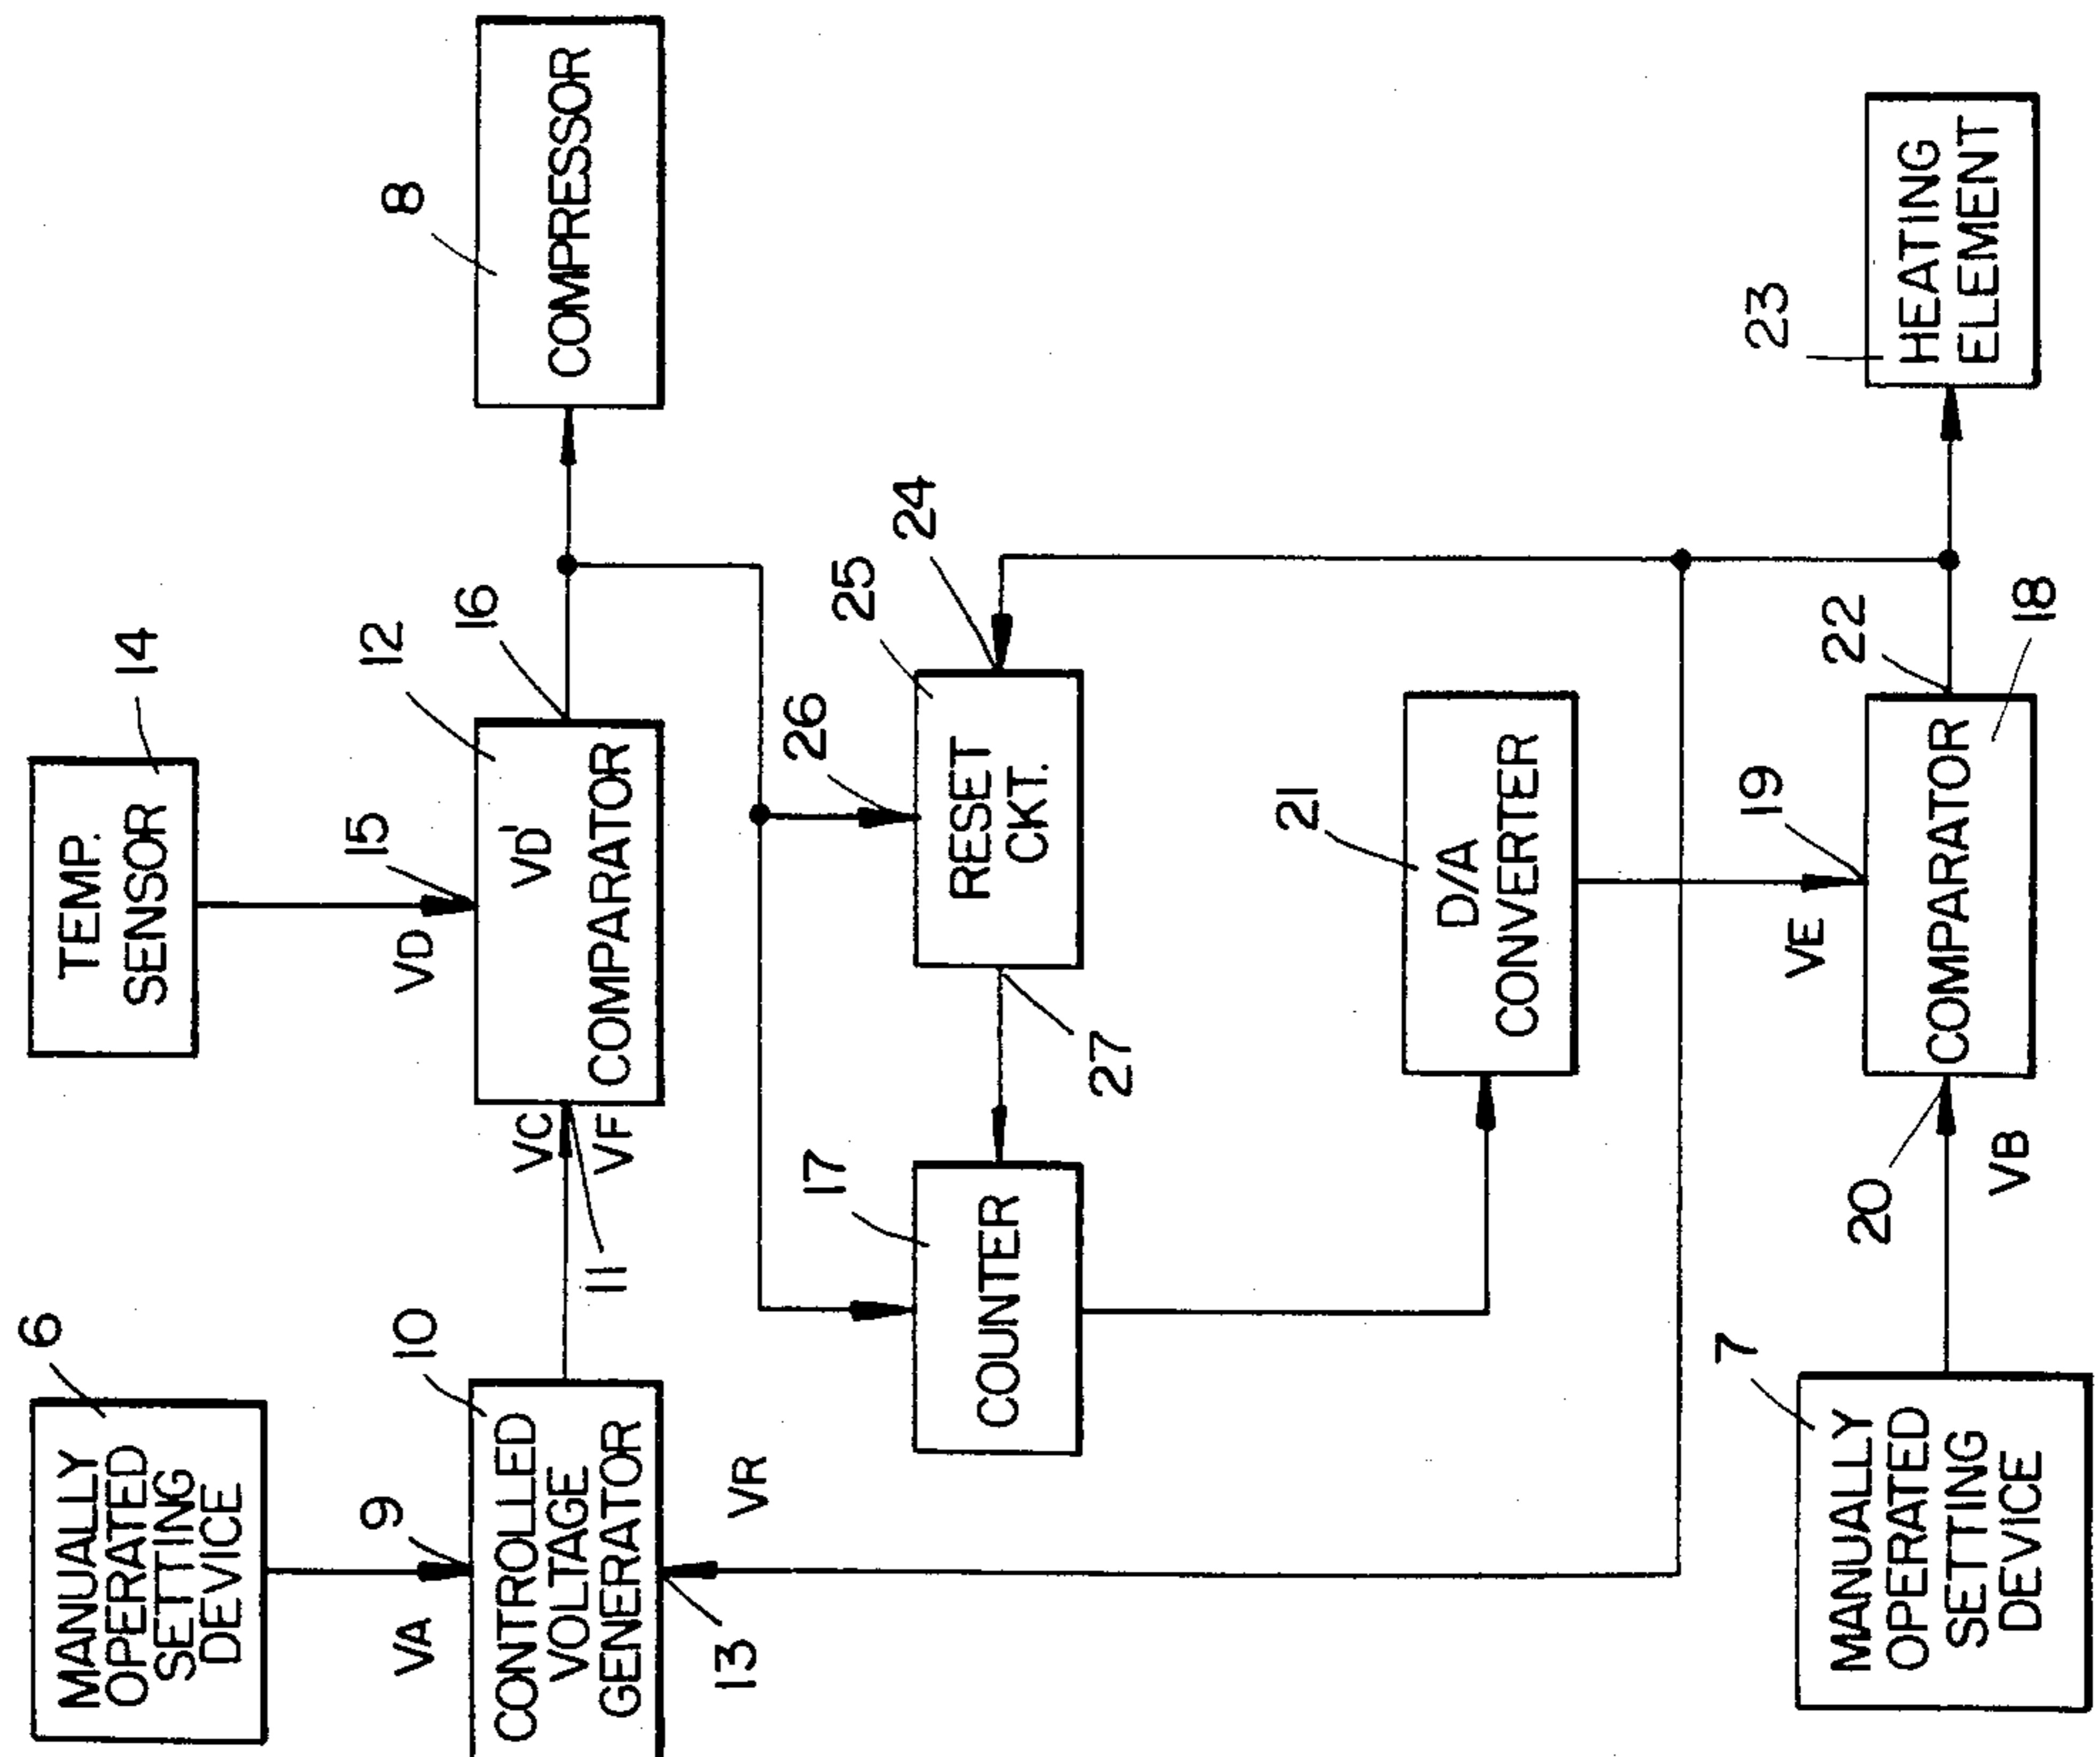 6
MANUALLY
OPERATED
SETTING
DEVICE
VA
9
10
CONTROLLED
VOLTAGE
GENERATOR
13
VR
14
TEMP.
SENSOR
VD
15
VC
VF
11
12
VD'
COMPARATOR
16
8
COMPRESSOR
17
COUNTER
27
26
25
RESET
CKT.
24
21
D/A
CONVERTER
7
MANUALLY
OPERATED
SETTING
DEVICE
20
VB
VE
19
COMPARATOR
22
18
23
HEATING
ELEMENT